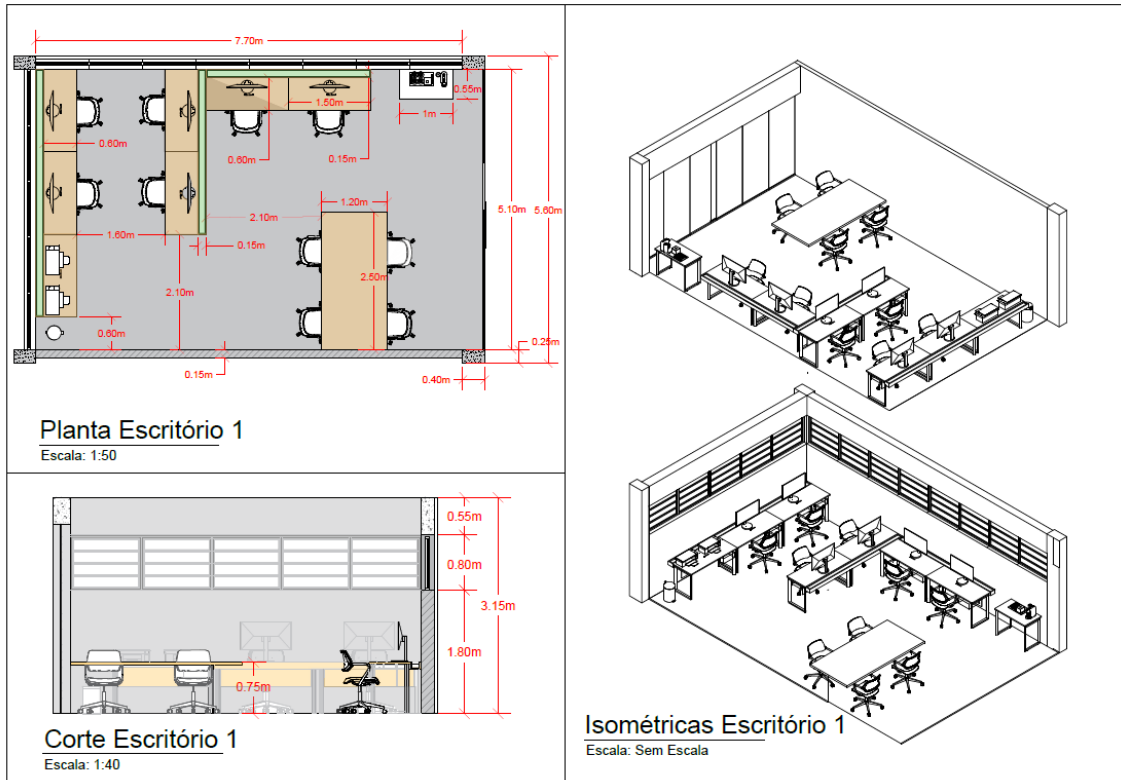 7.70m
0.55m
1.50m
1m
0.60m
0.60m
0.15m
1.20m
5.10m
5.60m
2.10m
1.60m
0.15m
2.50m
2.10m
0.60m
0.25m
0.15m
0.40m
Planta Escritório 1
Escala: 1:50
0.55m
0.80m
3.15m
1.80m
0.75m
Corte Escritório 1
Escala: 1:40
Isométricas Escritório 1
Escala: Sem Escala